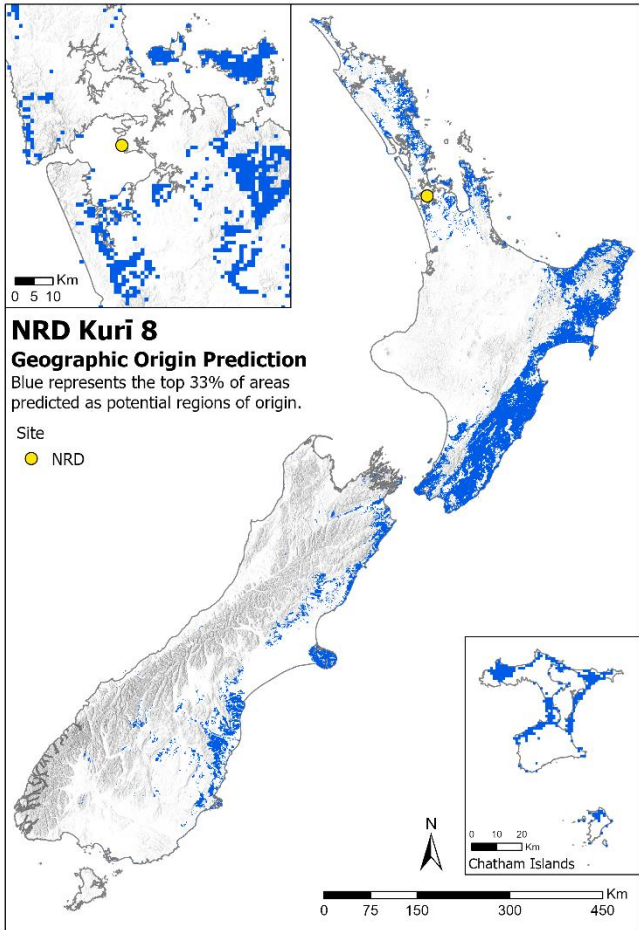 Km
0 5 10
NRD Kurī 8
Geographic Origin Prediction
Blue represents the top 33% of areas
predicted as potential regions of origin.
Site
NRD
N
0 10 20
Km
Chatham Islands
Km
0 75 150 300 450